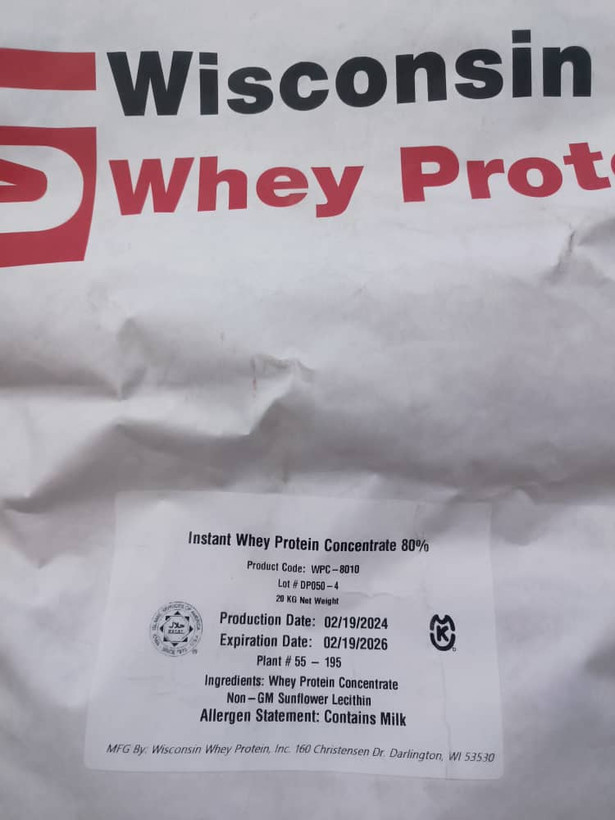 Wisconsin
Whey Prot
Instant Whey Protein Concentrate 80%
Product Code: WPC-8010
Lot # DP050-4
20 KG Net Weight
Production Date: 02/19/2024
Expiration Date: 02/19/2026
Plant # 55 - 195
Ingredients: Whey Protein Concentrate
Non-GM Sunflower Lecithin
Allergen Statement: Contains Milk
MFG By: Wisconsin Whey Protein, Inc. 160 Christensen Dr. Darlington, WI 53530
حلال
HALAL
K